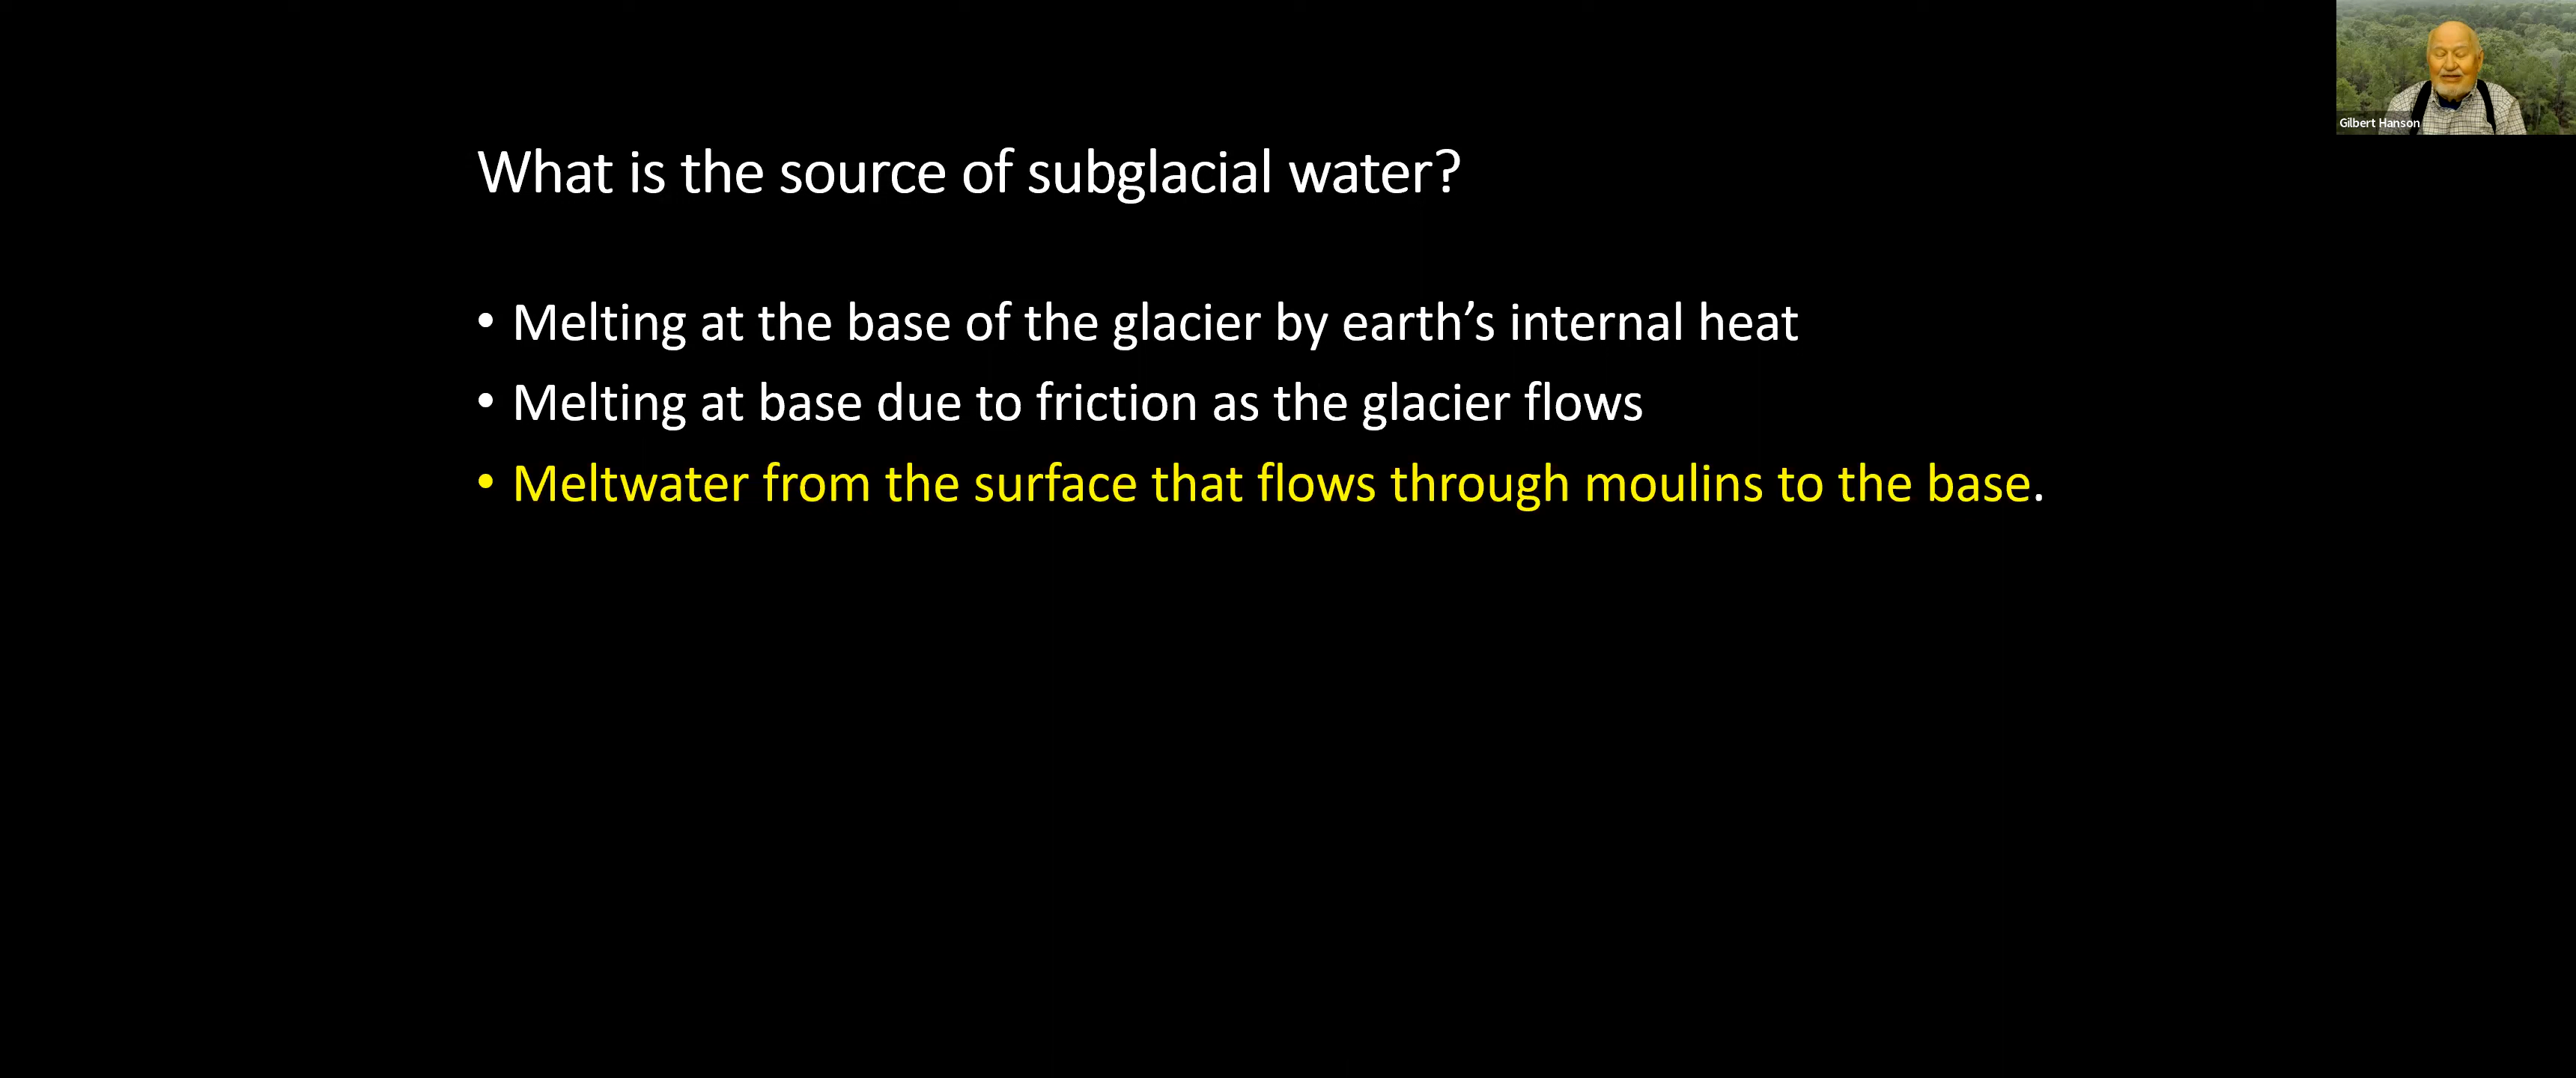 Gilbert Hanson
What is the source of subglacial water?
• Melting at the base of the glacier by earth’s internal heat
• Melting at base due to friction as the glacier flows
• Meltwater from the surface that flows through moulins to the base.